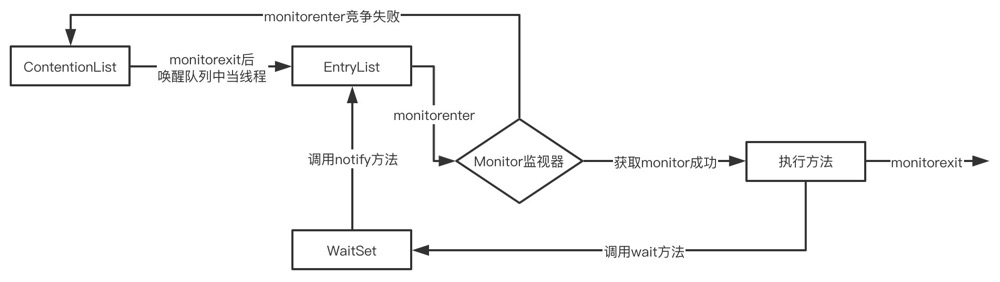 monitorenter竞争失败
ContentionList
monitorexit后
唤醒队列中当线程
EntryList
monitorenter
调用notify方法
Monitor监视器
获取monitor成功
执行方法
monitorexit
WaitSet
调用wait方法